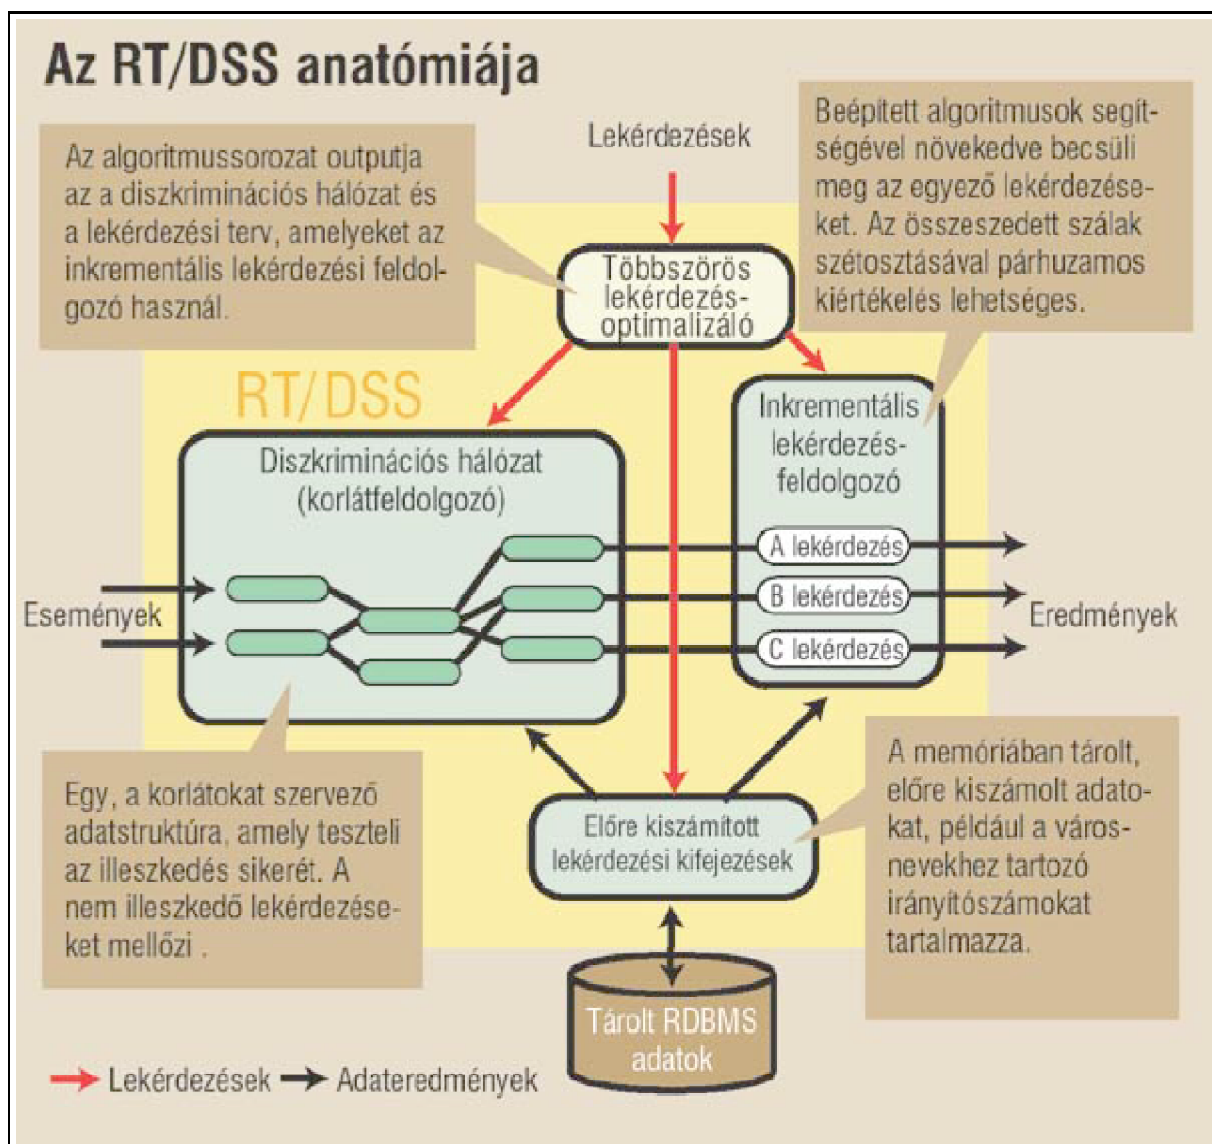 Az RT/DSS anatómiája
Az algoritmussorozat outputja
az a diszkriminációs hálózat és
a lekérdezési terv, amelyeket az
inkrementális lekérdezési feldol-
gozó használ.
Lekérdezések
Beépített algoritmusok segít-
ségével növekedve becsüli
meg az egyező lekérdezése-
ket. Az összeszedett szálak
szétosztásával párhuzamos
kiértékelés lehetséges.
Többszörös
lekérdezés-
optimalizáló
RT/DSS
Diszkriminációs hálózat
(korlátfeldolgozó)
Inkrementális
lekérdezés-
feldolgozó
A lekérdezés
B lekérdezés
C lekérdezés
Események
Eredmények
Egy, a korlátokat szervező
adatstruktúra, amely teszteli
az illeszkedés sikerét. A
nem illeszkedő lekérdezése-
ket mellőzi .
Előre kiszámított
lekérdezési kifejezések
A memóriában tárolt,
előre kiszámolt adato-
kat, például a város-
nevekhez tartozó
irányítószámokat
tartalmazza.
Tárolt RDBMS
adatok
Lekérdezések
Adateredmények